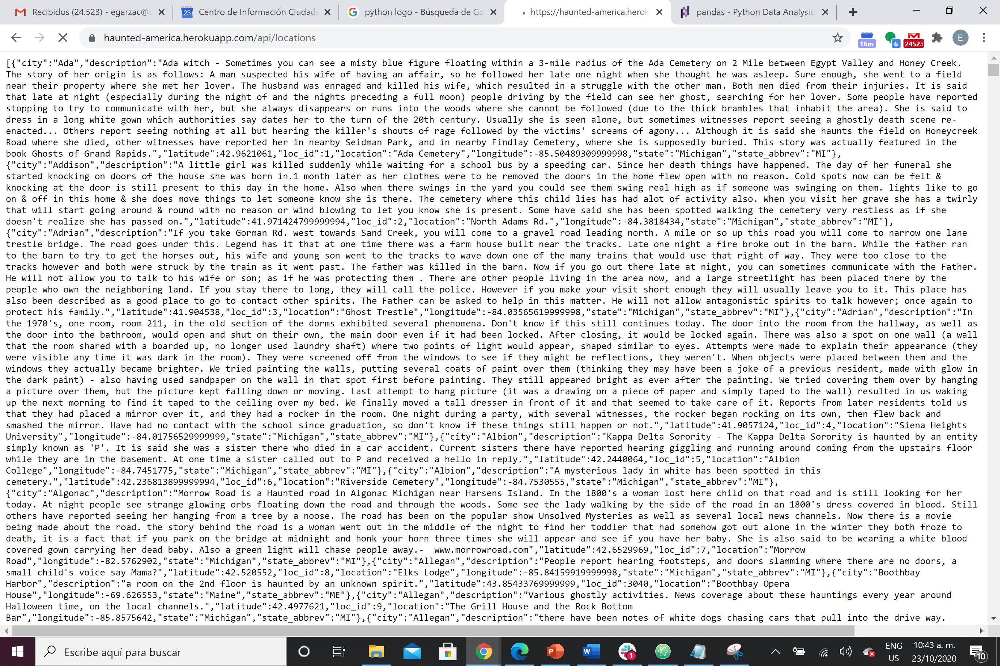 Recibidos (24.523) - egarzac@c
23
Centro de Información Ciudada
python logo - Búsqueda de Go
https://haunted-america.herok
pandas - Python Data Analysis
haunted-america.herokuapp.com/api/locations
18m
6
24523
E
[{"city":"Ada","description":"Ada witch - Sometimes you can see a misty blue figure floating within a 3-mile radius of the Ada Cemetery on 2 Mile between Egypt Valley and Honey Creek.
The story of her origin is as follows: A man suspected his wife of having an affair, so he followed her late one night when she thought he was asleep. Sure enough, she went to a field
near their property where she met her lover. The husband was enraged and killed his wife, which resulted in a struggle with the other man. Both men died from their injuries. It is said
that late at night (especially during the night of and the nights preceding a full moon) people driving by the field can see her ghost, searching for her lover. Some people have reported
stopping to try to communicate with her, but she always disappears or runs into the woods where she cannot be followed (due to the thick brambles that inhabit the area). She is said to
dress in a long white gown which authorities say dates her to the turn of the 20th century. Usually she is seen alone, but sometimes witnesses report seeing a ghostly death scene re-
enacted... Others report seeing nothing at all but hearing the killer's shouts of rage followed by the victims' screams of agony... Although it is said she haunts the field on Honeycreek
Road where she died, other witnesses have reported her in nearby Seidman Park, and in nearby Findlay Cemetery, where she is supposedly buried. This story was actually featured in the
book Ghosts of Grand Rapids.","latitude":42.9621061,"loc_id":1,"location":"Ada Cemetery","longitude":-85.50489309999998,"state":"Michigan","state_abbrev":"MI"},
{"city":"Addison","description":"A little girl was killed suddenly while waiting for a school bus by a speeding car. Since her death things have happened. The day of her funeral she
started knocking on doors of the house she was born in.1 month later as her clothes were to be removed the doors in the home flew open with no reason. Cold spots now can be felt &
knocking at the door is still present to this day in the home. Also when there swings in the yard you could see them swing real high as if someone was swinging on them. lights like to go
on & off in this home & she does move things to let someone know she is there. The cemetery where this child lies has had alot of activity also. When you visit her grave she has a twirly
that will start going around & round with no reason or wind blowing to let you know she is present. Some have said she has been spotted walking the cemetery very restless as if she
doesn't realize she has passed on.","latitude":41.971424799999994,"loc_id":2,"location":"North Adams Rd.","longitude":-84.3818434,"state":"Michigan","state_abbrev":"MI"},
{"city":"Adrian","description":"If you take Gorman Rd. west towards Sand Creek, you will come to a gravel road leading north. A mile or so up this road you will come to narrow one lane
trestle bridge. The road goes under this. Legend has it that at one time there was a farm house built near the tracks. Late one night a fire broke out in the barn. While the father ran
to the barn to try to get the horses out, his wife and young son went to the tracks to wave down one of the many trains that would use that right of way. They were too close to the
tracks however and both were struck by the train as it went past. The father was killed in the barn. Now if you go out there late at night, you can sometimes communicate with the Father.
He will not allow you to talk to his wife or son; as if he was protecting them . There are other people living in the area now, and a large streetlight has been placed there by the
people who own the neighboring land. If you stay there to long, they will call the police. However if you make your visit short enough they will usually leave you to it. This place has
also been described as a good place to go to contact other spirits. The Father can be asked to help in this matter. He will not allow antagonistic spirits to talk however; once again to
protect his family.","latitude":41.904538,"loc_id":3,"location":"Ghost Trestle","longitude":-84.03565619999998,"state":"Michigan","state_abbrev":"MI"},{"city":"Adrian","description":"In
the 1970's, one room, room 211, in the old section of the dorms exhibited several phenomena. Don't know if this still continues today. The door into the room from the hallway, as well as
the door into the bathroom, would open and shut on their own, the main door even if it had been locked. After closing, it would be locked again. There was also a spot on one wall (a wall
that the room shared with a boarded up, no longer used laundry shaft) where two points of light would appear, shaped similar to eyes. Attempts were made to explain their appearance (they
were visible any time it was dark in the room). They were screened off from the windows to see if they might be reflections, they weren't. When objects were placed between them and the
windows they actually became brighter. We tried painting the walls, putting several coats of paint over them (thinking they may have been a joke of a previous resident, made with glow in
the dark paint) - also having used sandpaper on the wall in that spot first before painting. They still appeared bright as ever after the painting. We tried covering them over by hanging
a picture over them, but the picture kept falling down or moving. Last attempt to hang picture (it was a drawing on a piece of paper and simply taped to the wall) resulted in us waking
up the next morning to find it taped to the ceiling over my bed. We finally moved a tall dresser in front of it and that seemed to take care of it. Reports from later residents told us
that they had placed a mirror over it, and they had a rocker in the room. One night during a party, with several witnesses, the rocker began rocking on its own, then flew back and
smashed the mirror. Have had no contact with the school since graduation, so don't know if these things still happen or not.","latitude":41.9057124,"loc_id":4,"location":"Siena Heights
University","longitude":-84.01756529999999,"state":"Michigan","state_abbrev":"MI"},{"city":"Albion","description":"Kappa Delta Sorority - The Kappa Delta Sorority is haunted by an entity
simply known as 'P'. It is said she was a sister there who died in a car accident. Current sisters there have reported hearing giggling and running around coming from the upstairs floor
while they are in the basement. At one time a sister called out to P and received a hello in reply.","latitude":42.2440064,"loc_id":5,"location":"Albion
College","longitude":-84.7451775,"state":"Michigan","state_abbrev":"MI"},{"city":"Albion","description":"A mysterious lady in white has been spotted in this
cemetery.","latitude":42.236813899999994,"loc_id":6,"location":"Riverside Cemetery","longitude":-84.7530555,"state":"Michigan","state_abbrev":"MI"},
{"city":"Algonac","description":"Morrow Road is a Haunted road in Algonac Michigan near Harsens Island. In the 1800's a woman lost here child on that road and is still looking for her
today. At night people see strange glowing orbs floating down the road and through the woods. Some see the lady walking by the side of the road in an 1800's dress covered in blood. Still
others have reported seeing her hanging from a tree by a noose. The road has been on the popular show Unsolved Mysteries as well as several local news channels. Now there is a movie
being made about the road. the story behind the road is a woman went out in the middle of the night to find her toddler that had somehow got out alone in the winter they both froze to
death, it is a fact that if you park on the bridge at midnight and honk your horn three times she will appear and see if you have her baby. She is also said to be wearing a white blood
covered gown carrying her dead baby. Also a green light will chase people away.-  www.morrowroad.com","latitude":42.6529969,"loc_id":7,"location":"Morrow
Road","longitude":-82.5762902,"state":"Michigan","state_abbrev":"MI"},{"city":"Allegan","description":"People report hearing footsteps, and doors slamming where there are no doors, a
small child's voice say Mama?","latitude":42.520552,"loc_id":8,"location":"Elks Lodge","longitude":-85.84159919999998,"state":"Michigan","state_abbrev":"MI"},{"city":"Boothbay
Harbor","description":"a room on the 2nd floor is haunted by an unknown spirit.","latitude":43.85433769999999,"loc_id":3040,"location":"Boothbay Opera
House","longitude":-69.626553,"state":"Maine","state_abbrev":"ME"},{"city":"Allegan","description":"Various ghostly activities. News coverage about these hauntings every year around
Halloween time, on the local channels.","latitude":42.4977621,"loc_id":9,"location":"The Grill House and the Rock Bottom
Bar","longitude":-85.8575642,"state":"Michigan","state_abbrev":"MI"},{"city":"Allegan","description":"there have been notes of white dogs chasing cars that pull into the drive way.
Escribe aquí para buscar
P
W
1
ENG
US
10:43 a. m.
23/10/2020
10